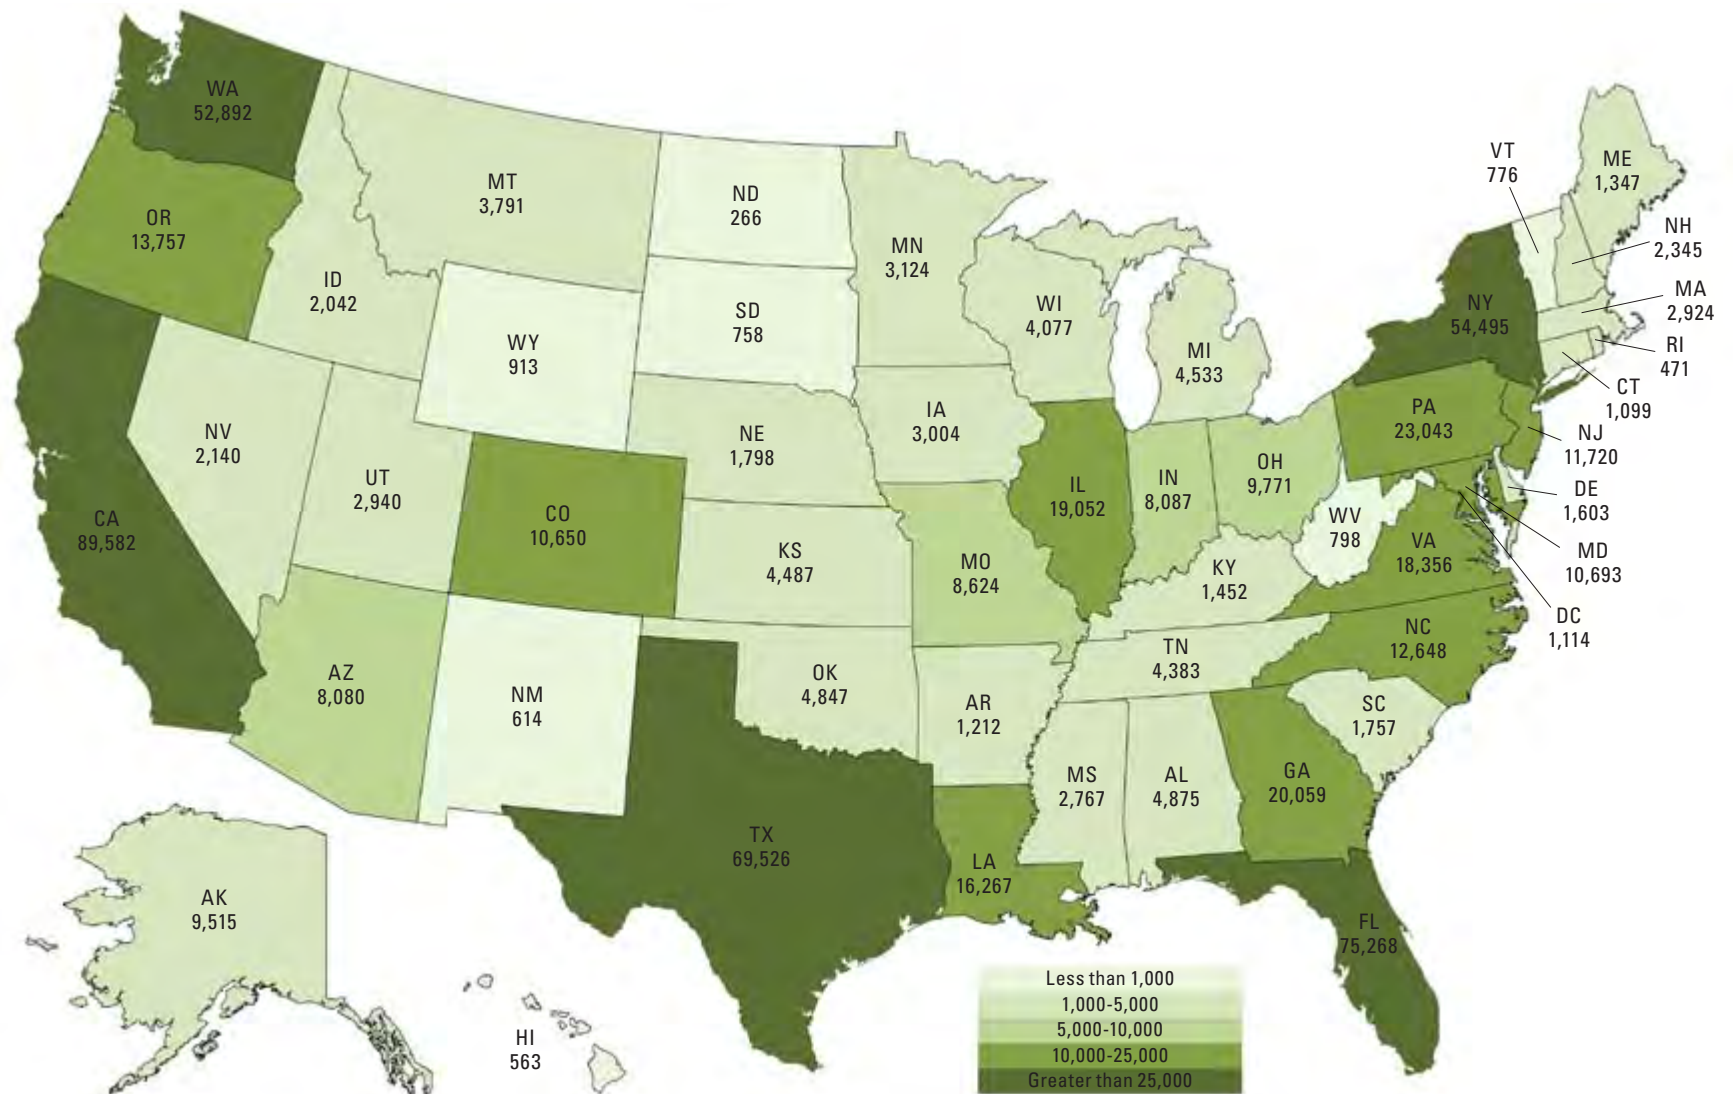 WA
52,892
OR
13,757
CA
89,582
ID
2,042
NV
2,140
MT
3,791
WY
913
UT
2,940
AZ
8,080
CO
10,650
NM
614
ND
266
SD
758
NE
1,798
KS
4,487
OK
4,847
TX
69,526
MN
3,124
IA
3,004
MO
8,624
AR
1,212
LA
16,267
WI
4,077
IL
19,052
MI
4,533
IN
8,087
OH
9,771
KY
1,452
TN
4,383
MS
2,767
AL
4,875
GA
20,059
FL
75,268
SC
1,757
NC
12,648
VA
18,356
WV
798
PA
23,043
NY
54,495
VT
776
ME
1,347
NH
2,345
MA
2,924
RI
471
CT
1,099
NJ
11,720
DE
1,603
MD
10,693
DC
1,114
AK
9,515
HI
563
Less than 1,000
1,000-5,000
5,000-10,000
10,000-25,000
Greater than 25,000